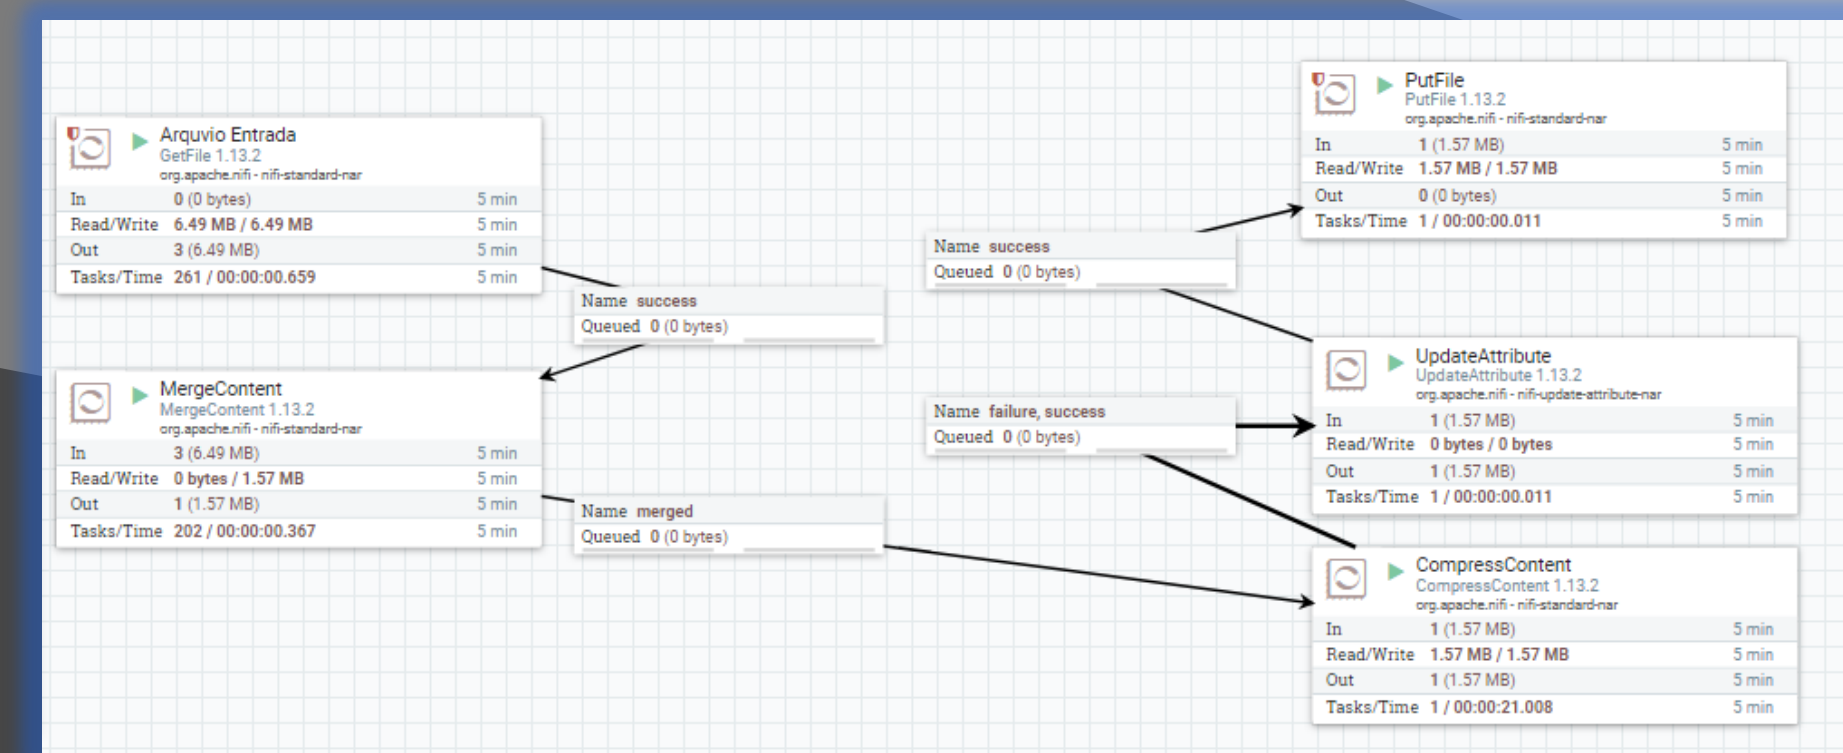 Arquvio Entrada
GetFile 1.13.2
org.apache.nifi - nifi-standard-nar
In 0 (0 bytes) 5 min
Read/Write 6.49 MB / 6.49 MB 5 min
Out 3 (6.49 MB) 5 min
Tasks/Time 261 / 00:00:00.659 5 min
Name success
Queued 0 (0 bytes)
MergeContent
MergeContent 1.13.2
org.apache.nifi - nifi-standard-nar
In 3 (6.49 MB) 5 min
Read/Write 0 bytes / 1.57 MB 5 min
Out 1 (1.57 MB) 5 min
Tasks/Time 202 / 00:00:00.367 5 min
Name merged
Queued 0 (0 bytes)
PutFile
PutFile 1.13.2
org.apache.nifi - nifi-standard-nar
In 1 (1.57 MB) 5 min
Read/Write 1.57 MB / 1.57 MB 5 min
Out 0 (0 bytes) 5 min
Tasks/Time 1 / 00:00:00.011 5 min
Name success
Queued 0 (0 bytes)
UpdateAttribute
UpdateAttribute 1.13.2
org.apache.nifi - nifi-update-attribute-nar
In 1 (1.57 MB) 5 min
Read/Write 0 bytes / 0 bytes 5 min
Out 1 (1.57 MB) 5 min
Tasks/Time 1 / 00:00:00.011 5 min
Name failure, success
Queued 0 (0 bytes)
CompressContent
CompressContent 1.13.2
org.apache.nifi - nifi-standard-nar
In 1 (1.57 MB) 5 min
Read/Write 1.57 MB / 1.57 MB 5 min
Out 1 (1.57 MB) 5 min
Tasks/Time 1 / 00:00:21.008 5 min